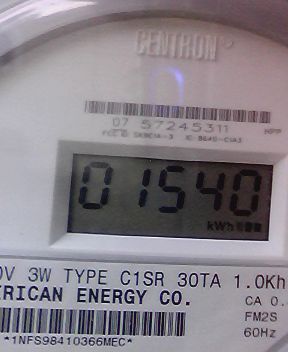 CENTRON
07 57245311
01540
kWh
0V 3W TYPE C1SR 30TA 1.0Kh
ERICAN ENERGY CO.
CA 0.
FM2S
60Hz
*1NFS98410366MEC*